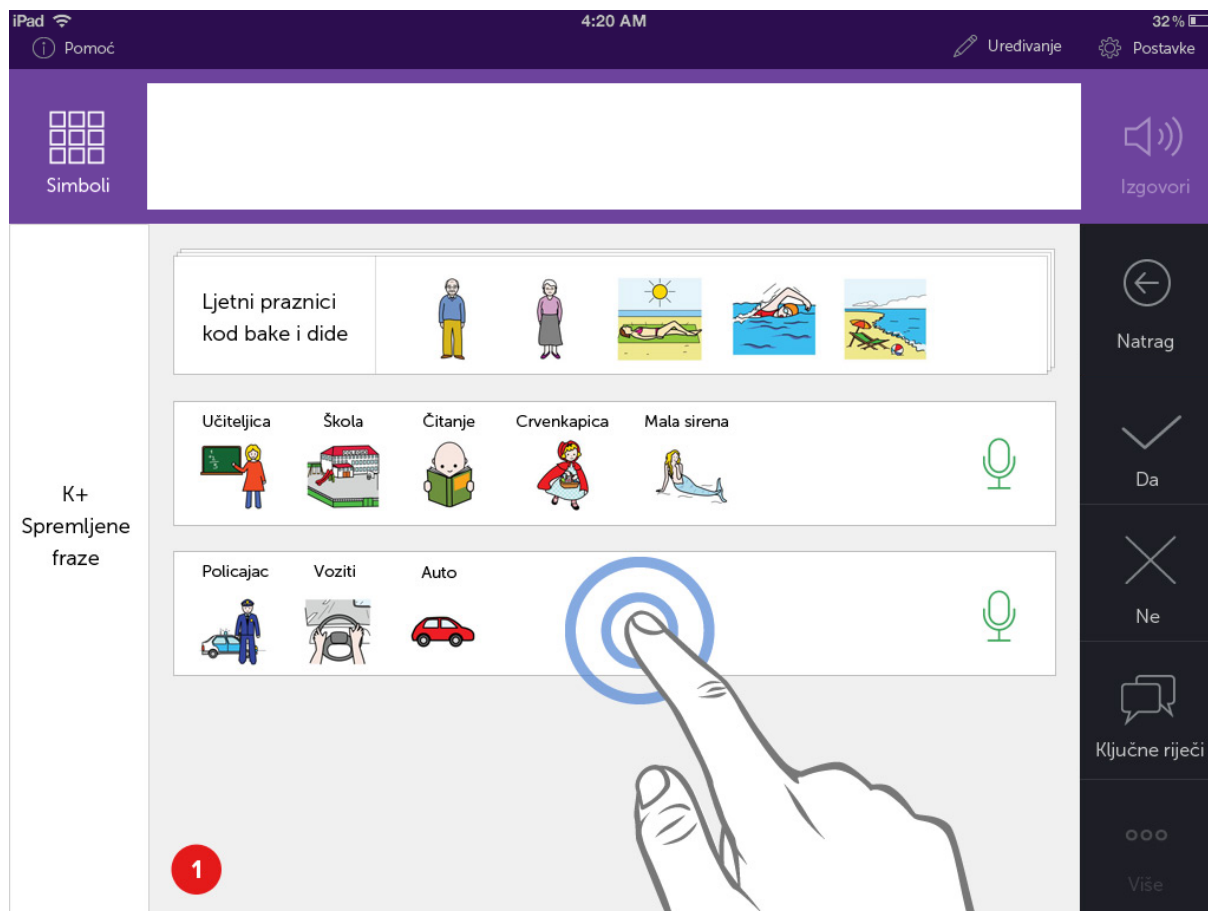 iPad 4:20 AM 32%
Pomoć Uredivanje Postavke
Simboli
Izgovori
K+
Spremljene
fraze
Ljetni praznici
kod bake i dide
Učiteljica Škola Čitanje Crvenkapica Mala sirena
Policajac Voziti Auto
Natrag
Da
Ne
Ključne riječi
Više
1